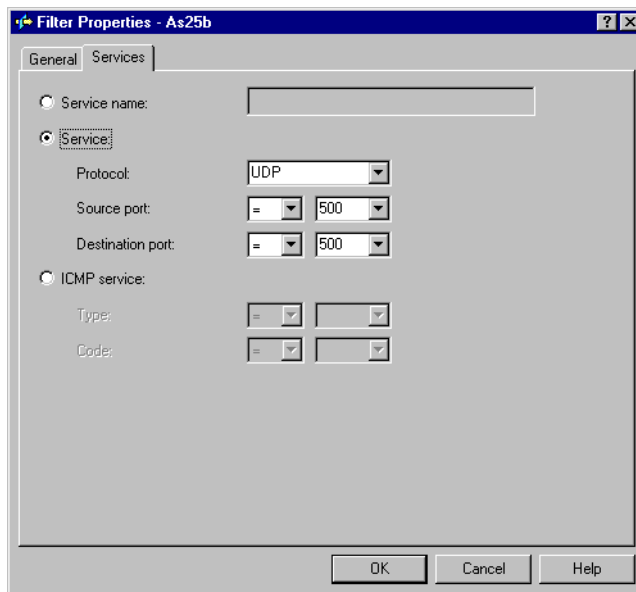 Filter Properties - As25b
General Services
Service name:
Service:
Protocol: UDP
Source port: = 500
Destination port: = 500
ICMP service:
Type: =
Code: =
OK Cancel Help